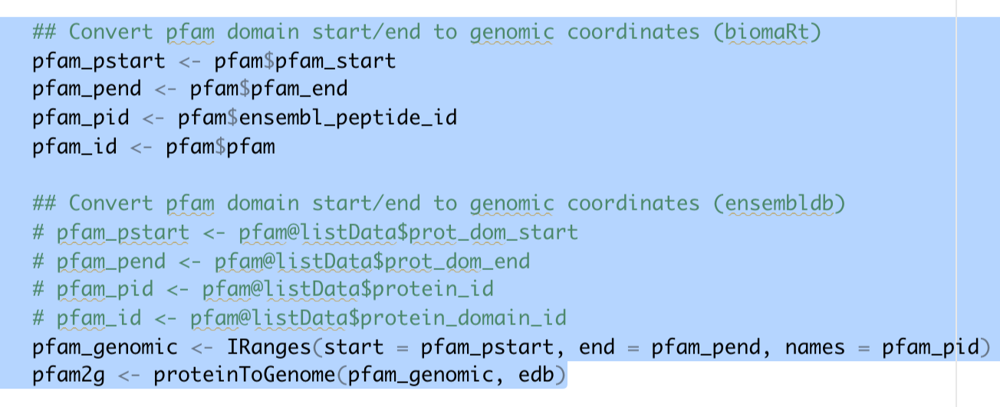 ## Convert pfam domain start/end to genomic coordinates (biomaRt)
pfam_pstart <- pfam$pfam_start
pfam_pend <- pfam$pfam_end
pfam_pid <- pfam$ensembl_peptide_id
pfam_id <- pfam$pfam
## Convert pfam domain start/end to genomic coordinates (ensembldb)
# pfam_pstart <- pfam@listData$prot_dom_start
# pfam_pend <- pfam@listData$prot_dom_end
# pfam_pid <- pfam@listData$protein_id
# pfam_id <- pfam@listData$protein_domain_id
pfam_genomic <- IRanges(start = pfam_pstart, end = pfam_pend, names = pfam_pid)
pfam2g <- proteinToGenome(pfam_genomic, edb)